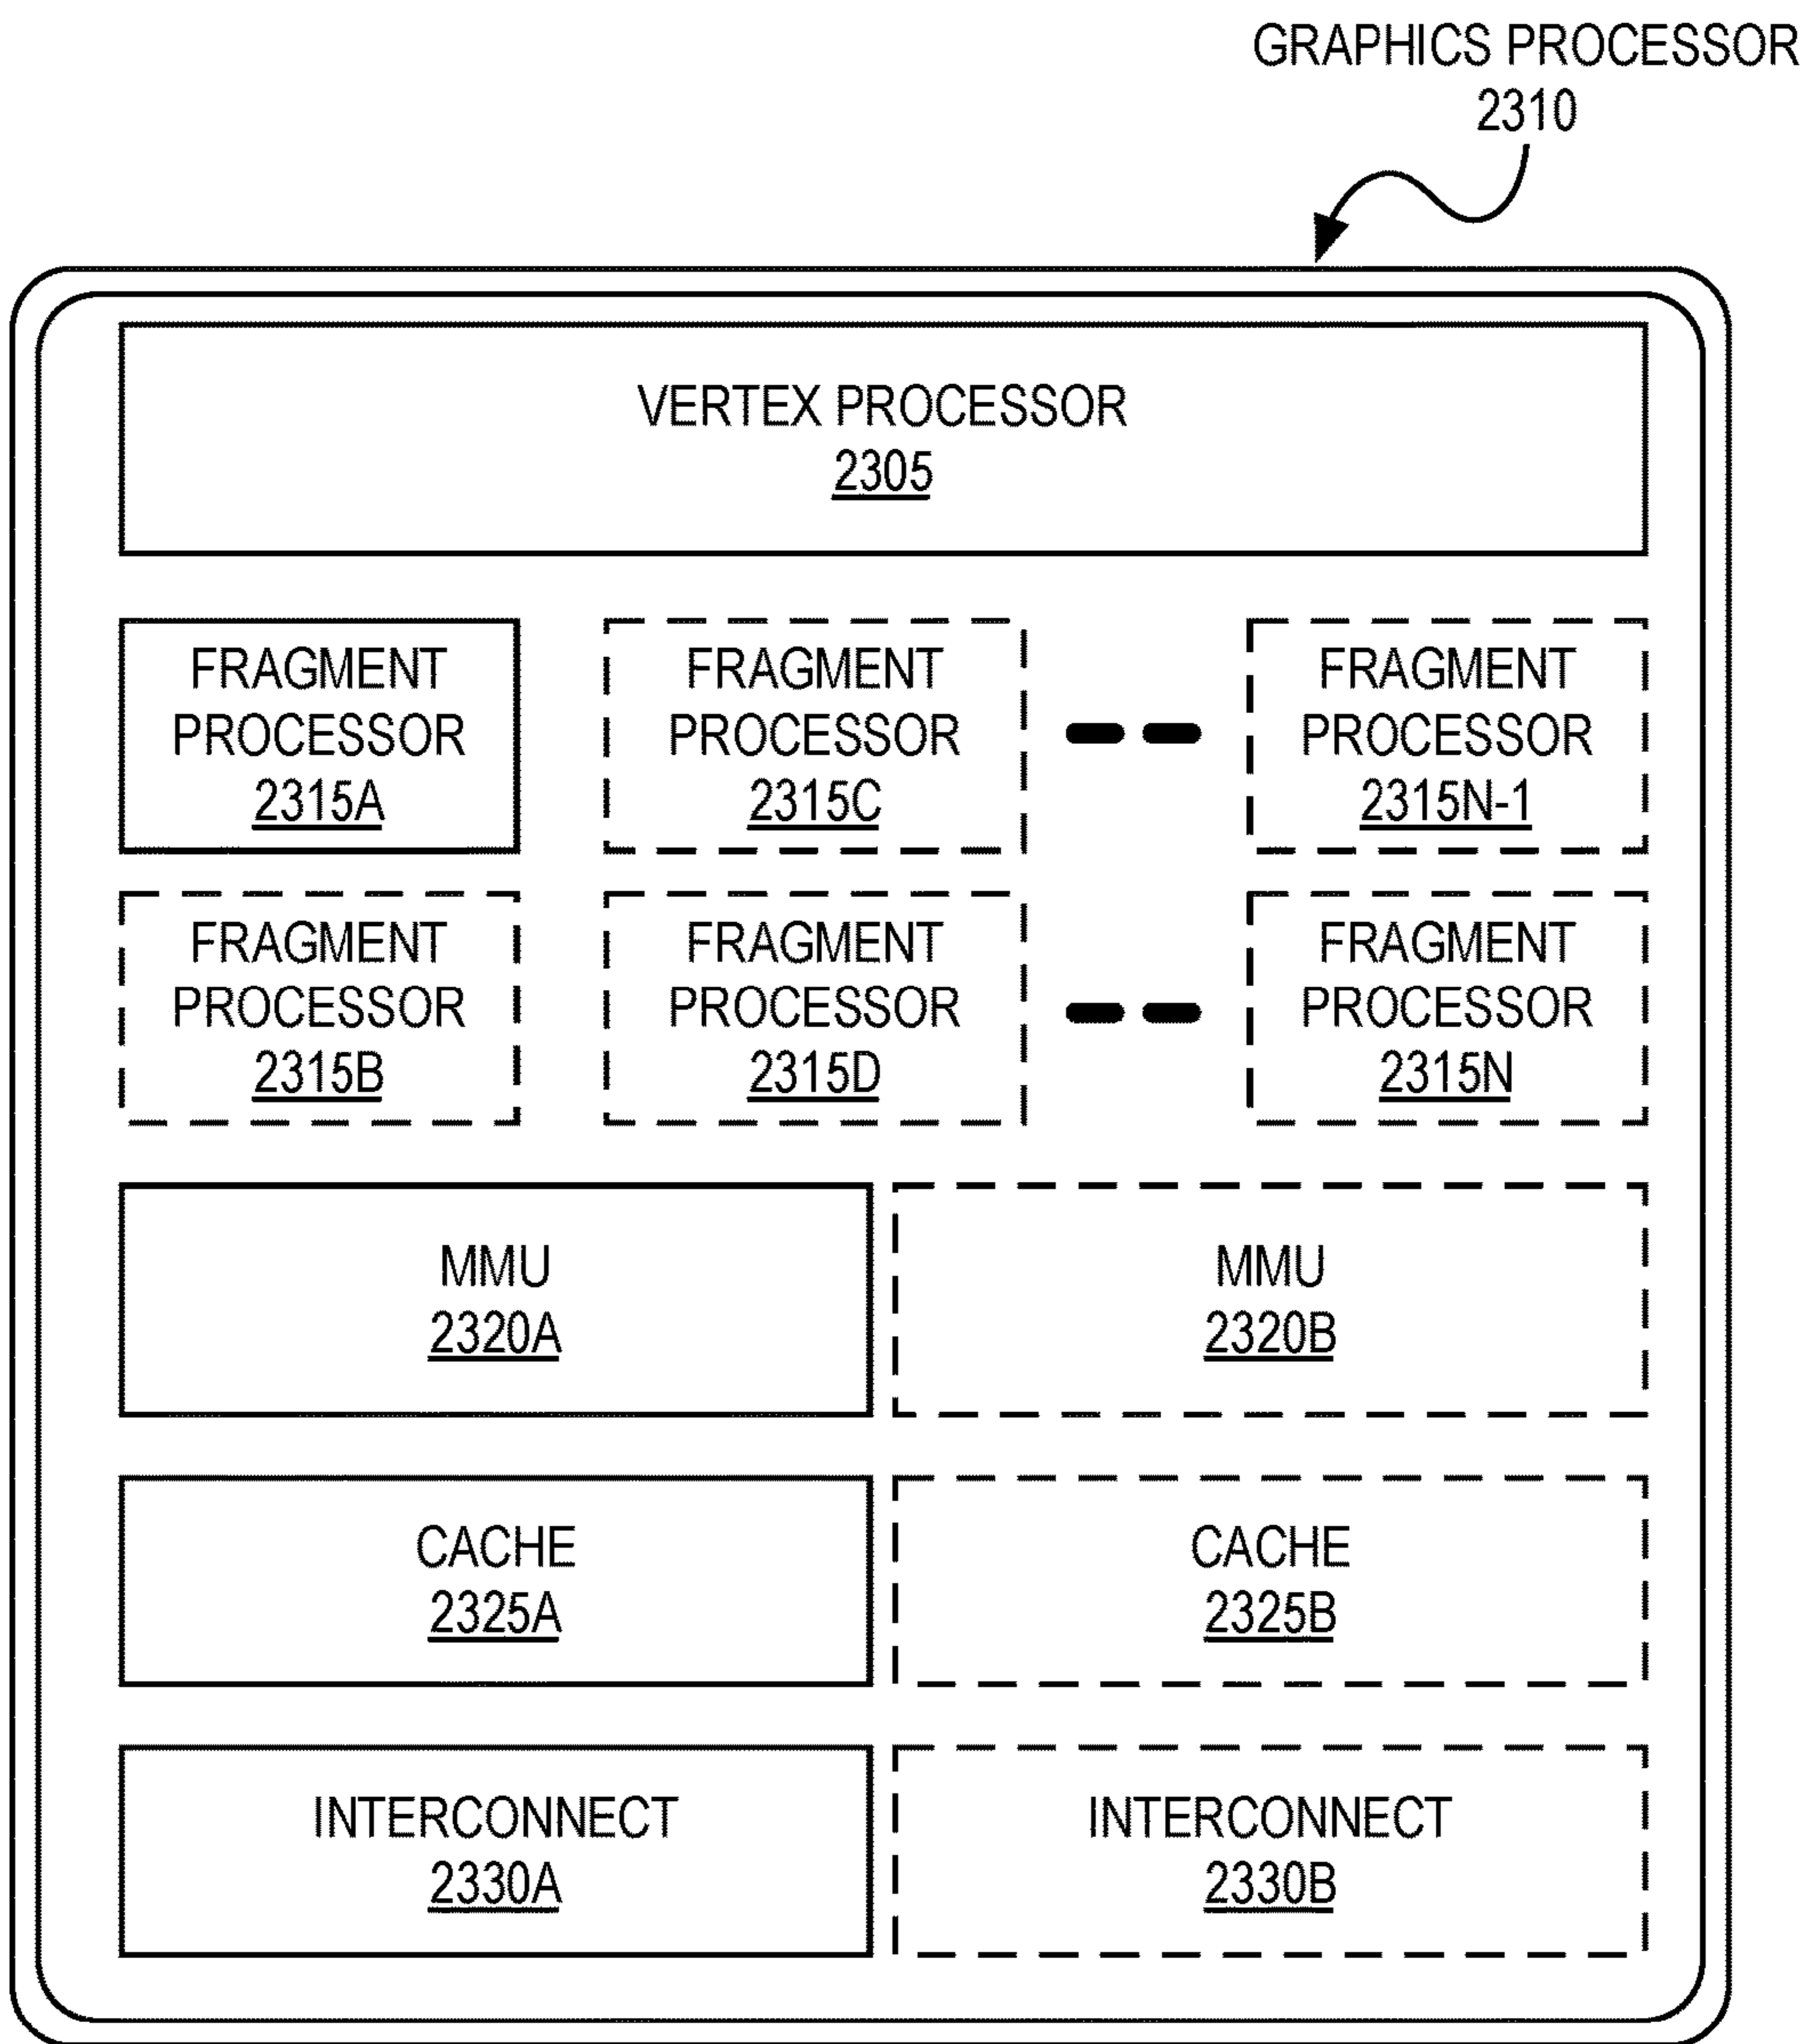 GRAPHICS PROCESSOR
2310
VERTEX PROCESSOR
2305
FRAGMENT
PROCESSOR
2315A
FRAGMENT
PROCESSOR
2315C
FRAGMENT
PROCESSOR
2315N-1
FRAGMENT
PROCESSOR
2315B
FRAGMENT
PROCESSOR
2315D
FRAGMENT
PROCESSOR
2315N
MMU
2320A
MMU
2320B
CACHE
2325A
CACHE
2325B
INTERCONNECT
2330A
INTERCONNECT
2330B